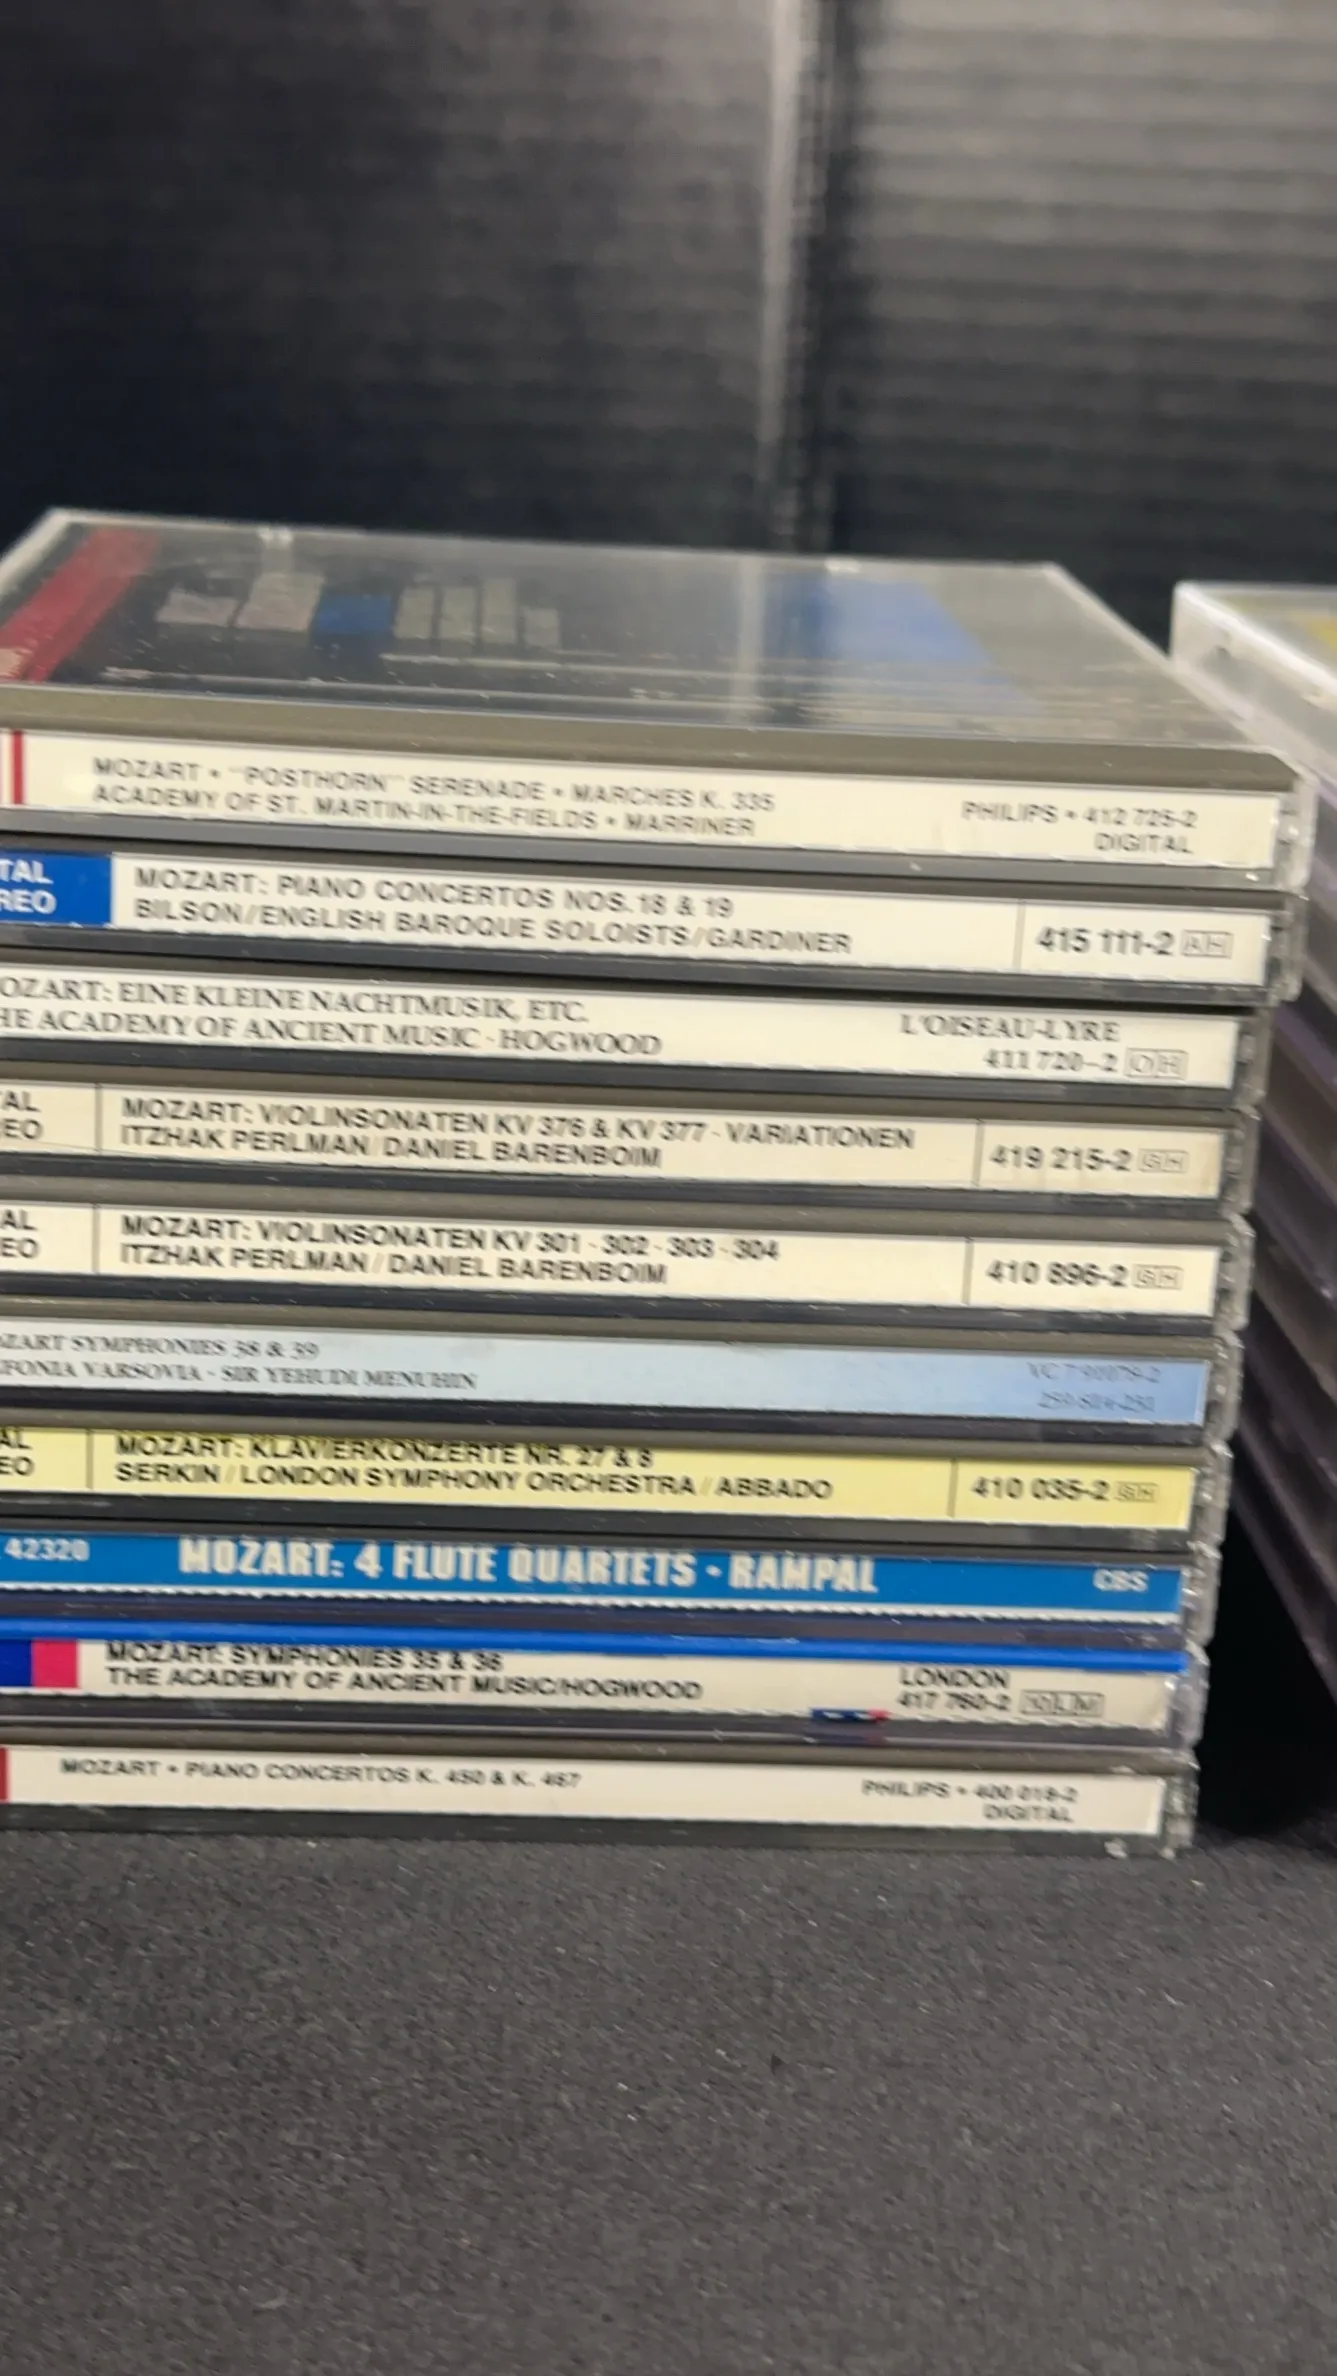 MOZART • "POSTHORN" SERENADE • MARCHES K. 335
ACADEMY OF ST. MARTIN-IN-THE-FIELDS • MARRINER
PHILIPS • 412 725-2
DIGITAL
TAL
REO
MOZART: PIANO CONCERTOS NOS. 18 & 19
BILSON/ENGLISH BAROQUE SOLOISTS/GARDINER
415 111-2 AH
OZART: EINE KLEINE NACHTMUSIK, ETC.
HE ACADEMY OF ANCIENT MUSIC · HOGWOOD
L'OISEAU-LYRE
411 720-2 OH
AL
EO
MOZART: VIOLINSONATEN KV 376 & KV 377 · VARIATIONEN
ITZHAK PERLMAN/DANIEL BARENBOIM
419 215-2 GH
AL
EO
MOZART: VIOLINSONATEN KV 301 · 302 · 303 · 304
ITZHAK PERLMAN/DANIEL BARENBOIM
410 896-2 GH
OZART SYMPHONIES 38 & 39
FONIA VARSOVIA · SIR YEHUDI MENUHIN
VC
AL
EO
MOZART: KLAVIERKONZERTE NR. 27 & 8
SERKIN/LONDON SYMPHONY ORCHESTRA/ABBADO
410 035-2 GH
42320
MOZART: 4 FLUTE QUARTETS • RAMPAL
CBS
MOZART: SYMPHONIES 35 & 36
THE ACADEMY OF ANCIENT MUSIC/HOGWOOD
LONDON
417 760-2
MOZART • PIANO CONCERTOS K. 450 & K. 467
PHILIPS • 400 018-2
DIGITAL